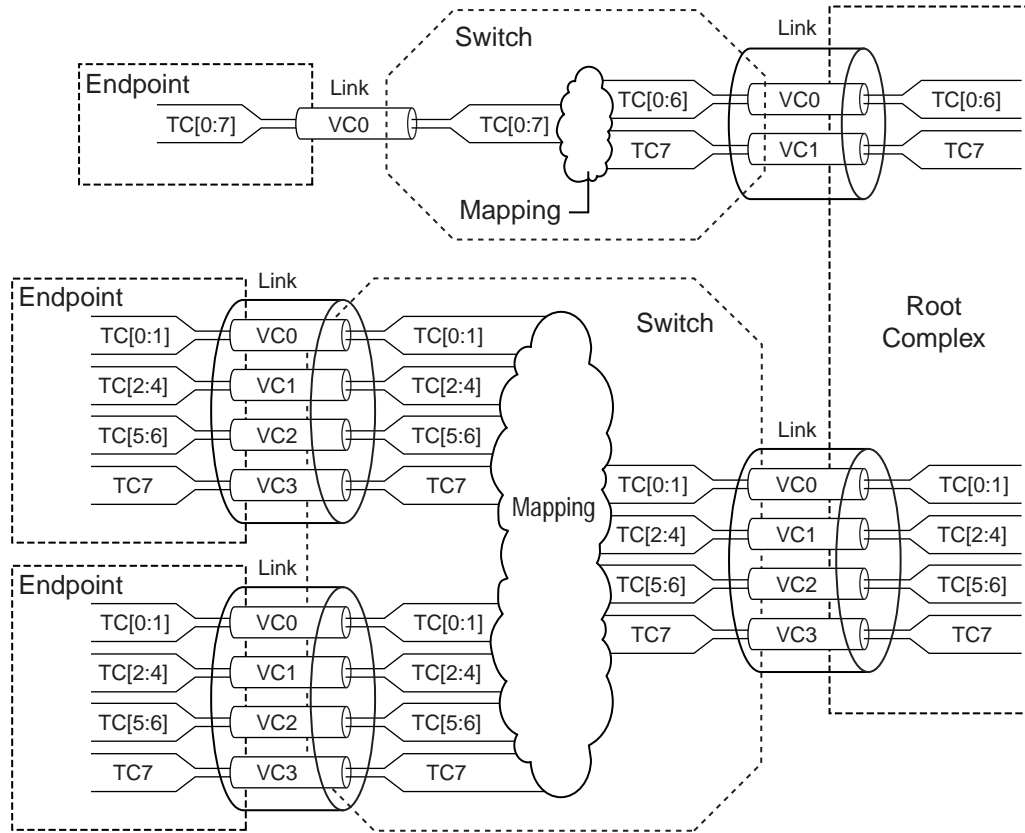 Switch
Link
Endpoint
Link
TC[0:7]
VC0
TC[0:7]
TC[0:6]
VC0
TC[0:6]
TC7
VC1
TC7
Mapping
Endpoint
Link
TC[0:1]
VC0
TC[0:1]
TC[2:4]
VC1
TC[2:4]
TC[5:6]
VC2
TC[5:6]
TC7
VC3
TC7
Switch
Root
Complex
Mapping
Link
TC[0:1]
VC0
TC[0:1]
TC[2:4]
VC1
TC[2:4]
TC[5:6]
VC2
TC[5:6]
TC7
VC3
TC7
Endpoint
Link
TC[0:1]
VC0
TC[0:1]
TC[2:4]
VC1
TC[2:4]
TC[5:6]
VC2
TC[5:6]
TC7
VC3
TC7